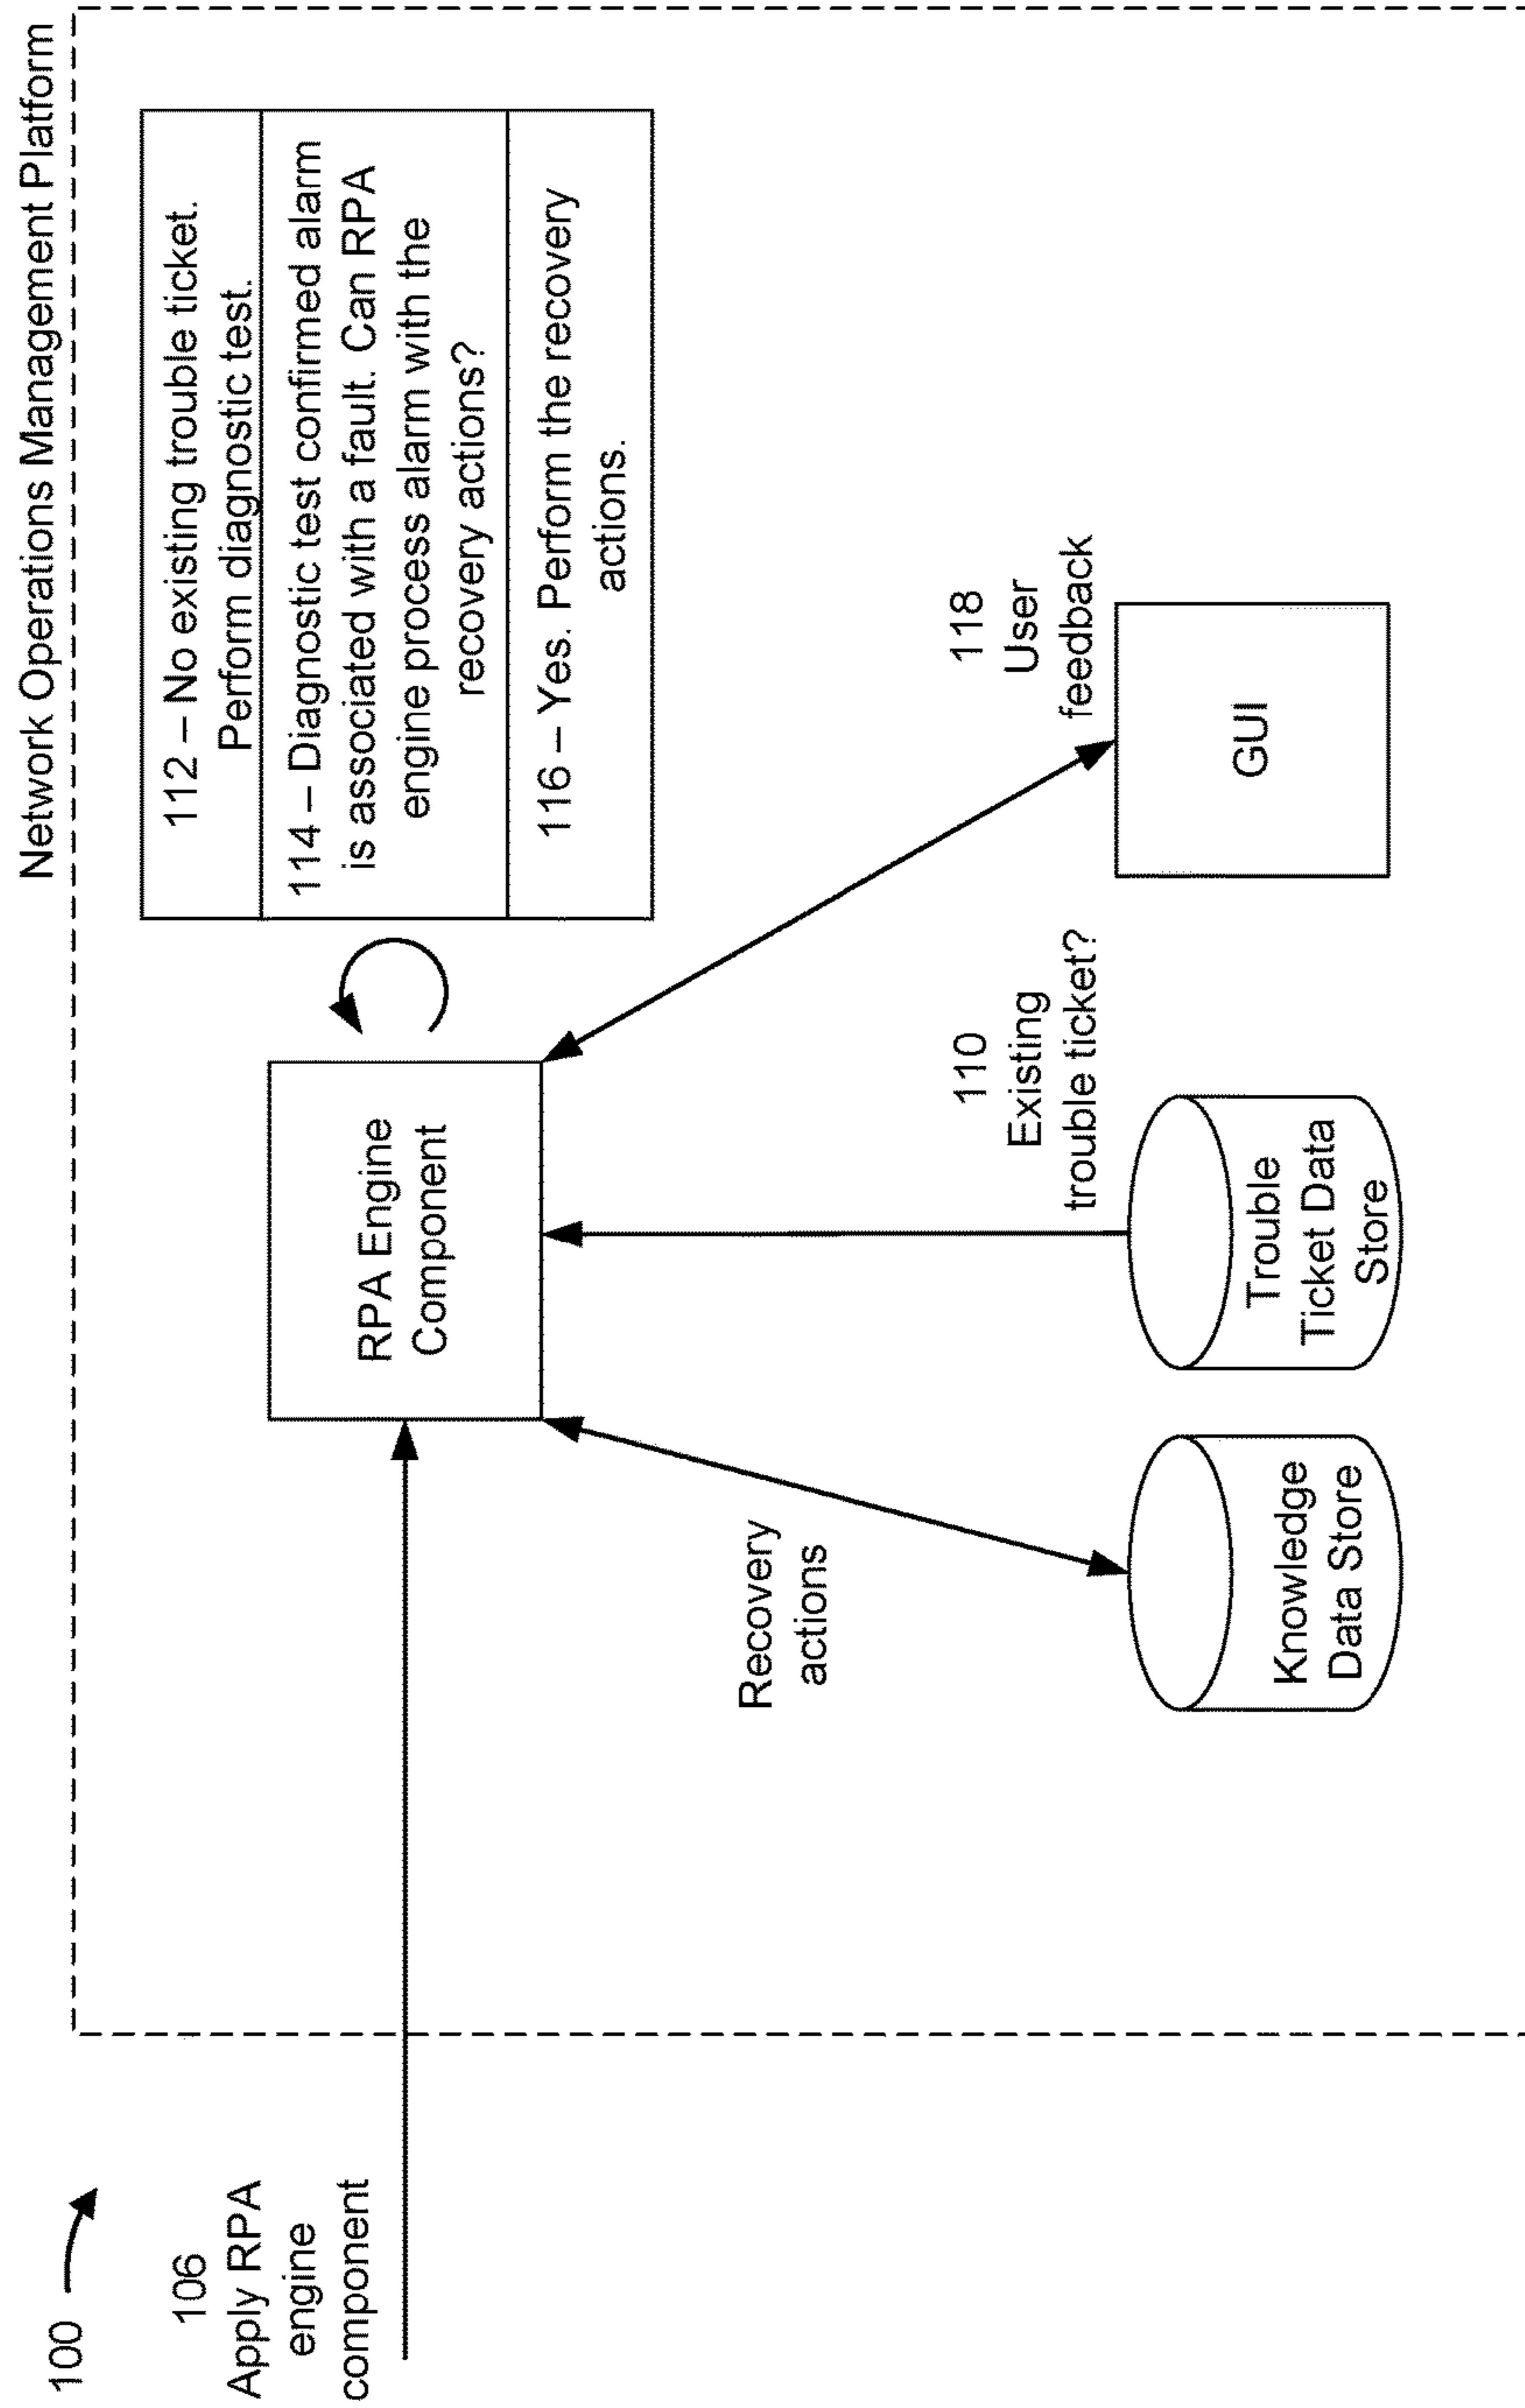 100
Network Operations Management Platform
106
Apply RPA
engine
component
RPA Engine
Component
112 – No existing trouble ticket.
Perform diagnostic test.
114 – Diagnostic test confirmed alarm
is associated with a fault. Can RPA
engine process alarm with the
recovery actions?
116 – Yes. Perform the recovery
actions.
Recovery
actions
110
Existing
trouble ticket?
118
User
feedback
Knowledge
Data Store
Trouble
Ticket Data
Store
GUI